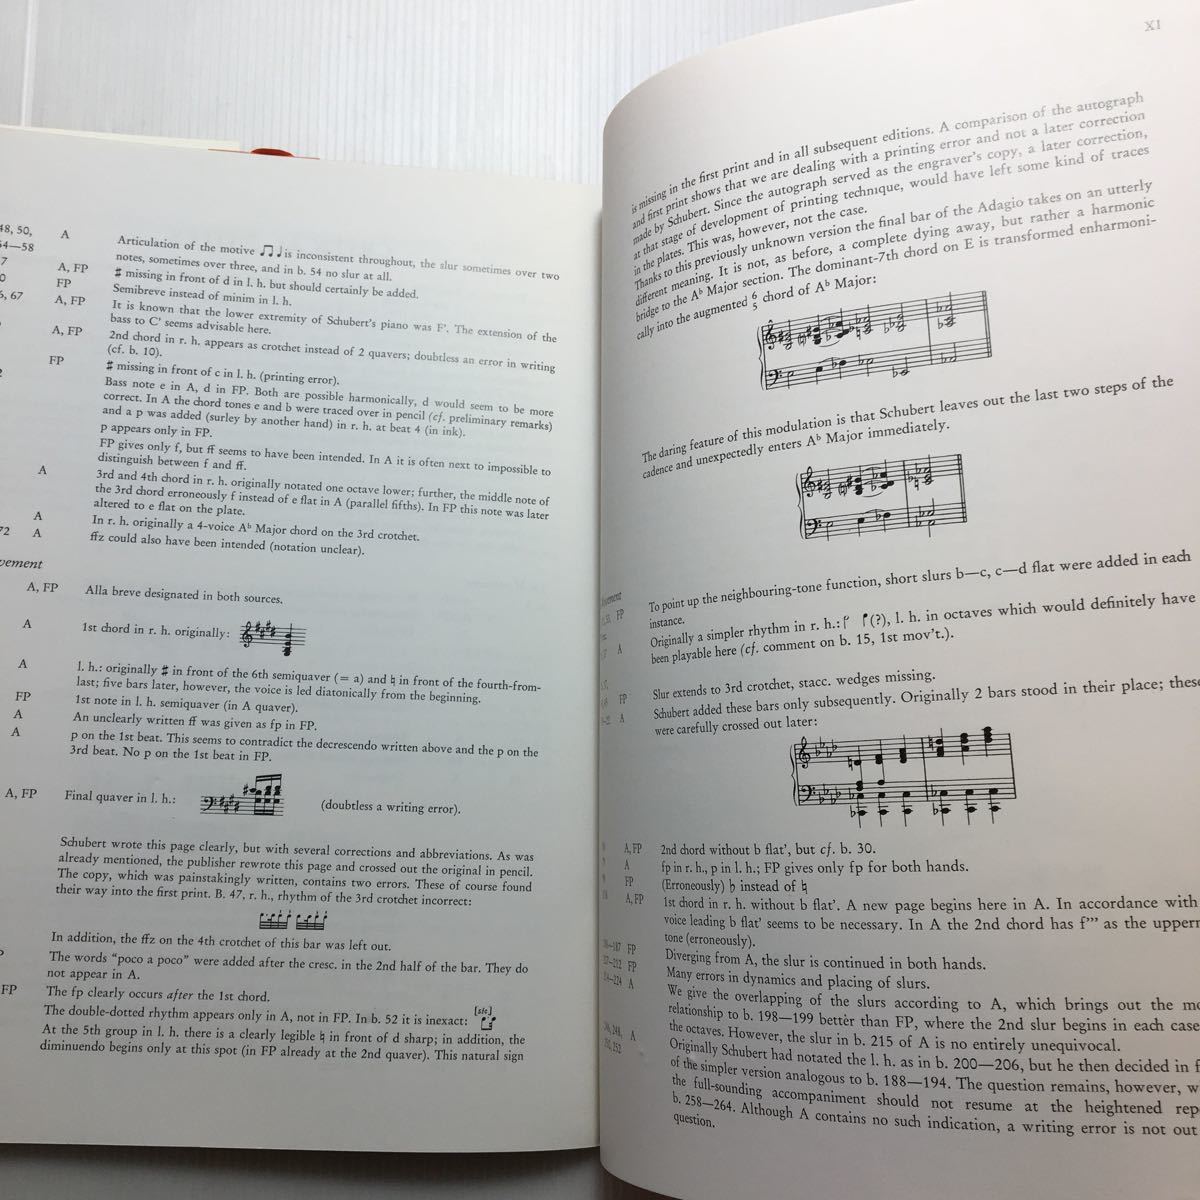 48, 50, A Articulation of the motive ♫♩ is inconsistent throughout, the slur sometimes over two
54—58 notes, sometimes over three, and in b. 54 no slur at all.
7 A, FP ♯ missing in front of d in l. h. but should certainly be added.
0 FP Semibreve instead of minim in l. h.
6, 67 A, FP It is known that the lower extremity of Schubert's piano was F'. The extension of the
bass to C' seems advisable here.
A, FP 2nd chord in r. h. appears as crotchet instead of 2 quavers; doubtless an error in writing
(cf. b. 10).
FP ♯ missing in front of c in l. h. (printing error).
2 Bass note e in A, d in FP. Both are possible harmonically, d would seem to be more
correct. In A the chord tones e and b were traced over in pencil (cf. preliminary remarks)
and a p was added (surley by another hand) in r. h. at beat 4 (in ink).
p appears only in FP.
FP gives only f, but ff seems to have been intended. In A it is often next to impossible to
distinguish between f and ff.
A 3rd and 4th chord in r. h. originally notated one octave lower; further, the middle note of
the 3rd chord erroneously f instead of e flat in A (parallel fifths). In FP this note was later
altered to e flat on the plate.
A In r. h. originally a 4-voice A♭ Major chord on the 3rd crotchet.
72 A ffz could also have been intended (notation unclear).
vement
A, FP Alla breve designated in both sources.
A 1st chord in r. h. originally:
A l. h.: originally ♯ in front of the 6th semiquaver (= a) and ♮ in front of the fourth-from-
last; five bars later, however, the voice is led diatonically from the beginning.
FP 1st note in l. h. semiquaver (in A quaver).
A An unclearly written ff was given as fp in FP.
A p on the 1st beat. This seems to contradict the decrescendo written above and the p on the
3rd beat. No p on the 1st beat in FP.
A, FP Final quaver in l. h.: (doubtless a writing error).
Schubert wrote this page clearly, but with several corrections and abbreviations. As was
already mentioned, the publisher rewrote this page and crossed out the original in pencil.
The copy, which was painstakingly written, contains two errors. These of course found
their way into the first print. B. 47, r. h., rhythm of the 3rd crotchet incorrect:
In addition, the ffz on the 4th crotchet of this bar was left out.
The words “poco a poco” were added after the cresc. in the 2nd half of the bar. They do
not appear in A.
FP The fp clearly occurs after the 1st chord.
The double-dotted rhythm appears only in A, not in FP. In b. 52 it is inexact: [sic]
At the 5th group in l. h. there is a clearly legible ♮ in front of d sharp; in addition, the
diminuendo begins only at this spot (in FP already at the 2nd quaver). This natural sign
XI
is missing in the first print and in all subsequent editions. A comparison of the autograph
and first print shows that we are dealing with a printing error and not a later correction
made by Schubert. Since the autograph served as the engraver's copy, a later correction,
at that stage of development of printing technique, would have left some kind of traces
in the plates. This was, however, not the case.
Thanks to this previously unknown version the final bar of the Adagio takes on an utterly
different meaning. It is not, as before, a complete dying away, but rather a harmonic
bridge to the A♭ Major section. The dominant-7th chord on E is transformed enharmoni-
cally into the augmented 6/5 chord of A♭ Major:
The daring feature of this modulation is that Schubert leaves out the last two steps of the
cadence and unexpectedly enters A♭ Major immediately.
To point up the neighbouring-tone function, short slurs b—c, c—d flat were added in each
FP instance.
A Originally a simpler rhythm in r. h.: (?), l. h. in octaves which would definitely have
been playable here (cf. comment on b. 15, 1st mov't.).
FP Slur extends to 3rd crotchet, stacc. wedges missing.
A Schubert added these bars only subsequently. Originally 2 bars stood in their place; these
were carefully crossed out later:
A, FP 2nd chord without b flat', but cf. b. 30.
A fp in r. h., p in l. h.; FP gives only fp for both hands.
FP (Erroneously) ♭ instead of ♮
A, FP 1st chord in r. h. without b flat'. A new page begins here in A. In accordance with
voice leading b flat' seems to be necessary. In A the 2nd chord has f''' as the upperm
tone (erroneously).
FP Diverging from A, the slur is continued in both hands.
FP Many errors in dynamics and placing of slurs.
A We give the overlapping of the slurs according to A, which brings out the mo
relationship to b. 198—199 better than FP, where the 2nd slur begins in each case
the octaves. However, the slur in b. 215 of A is no entirely unequivocal.
A Originally Schubert had notated the l. h. as in b. 200—206, but he then decided in f
of the simpler version analogous to b. 188—194. The question remains, however, w
the full-sounding accompaniment should not resume at the heightened rep
b. 258—264. Although A contains no such indication, a writing error is not out
question.